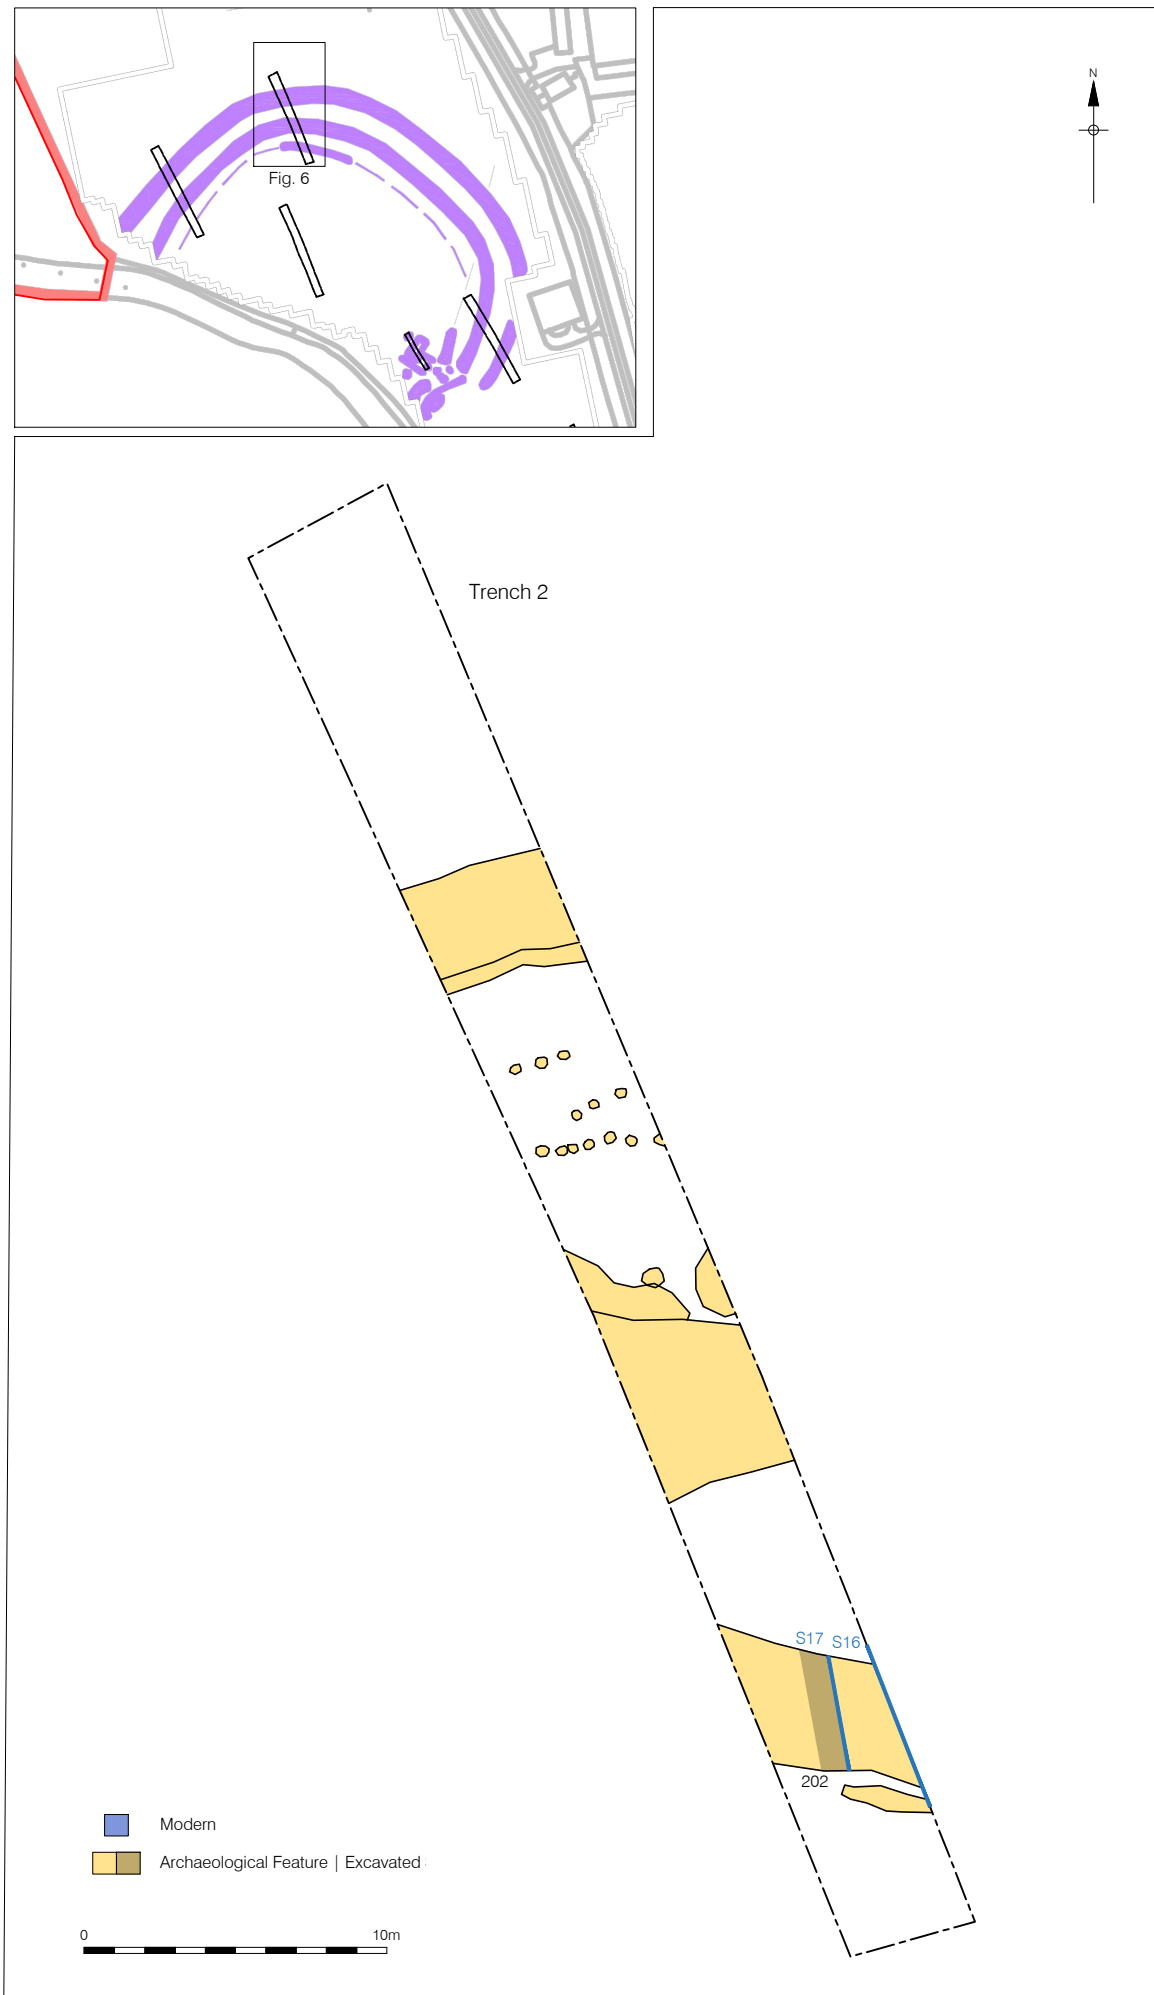 N
Fig. 6
Trench 2
S17 S16
202
Modern
Archaeological Feature | Excavated
0 10m